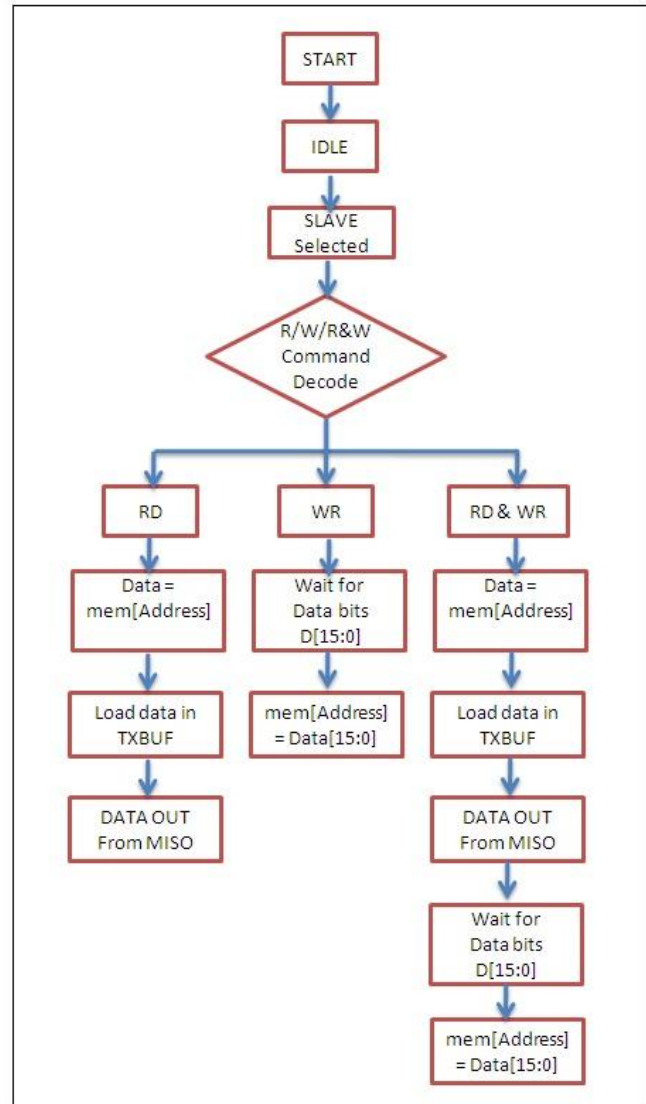 START
IDLE
SLAVE
Selected
R/W/R&W
Command
Decode
RD
WR
RD & WR
Data =
mem[Address]
Wait for
Data bits
D[15:0]
Data =
mem[Address]
Load data in
TXBUF
mem[Address]
= Data[15:0]
Load data in
TXBUF
DATA OUT
From MISO
DATA OUT
From MISO
Wait for
Data bits
D[15:0]
mem[Address]
= Data[15:0]